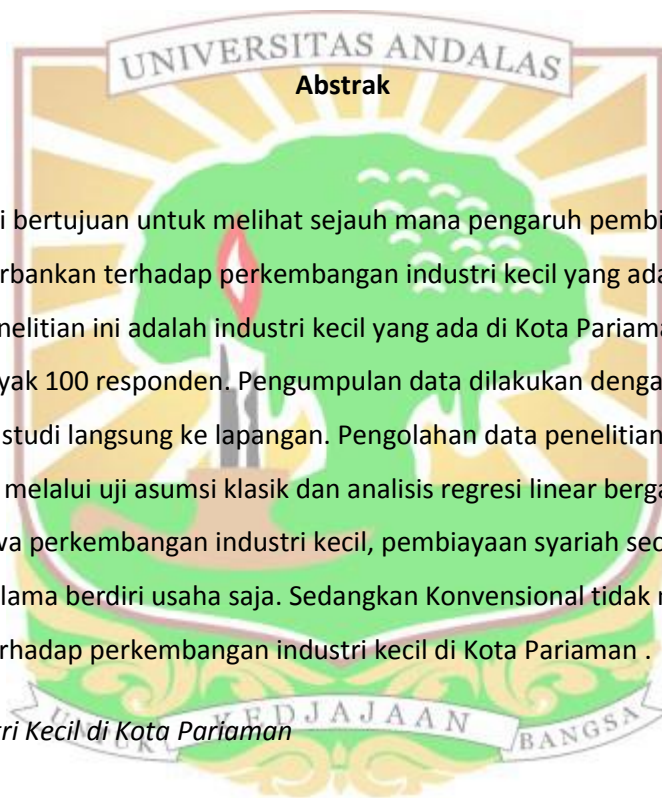 UNIVERSITAS ANDALAS
Abstrak
i bertujuan untuk melihat sejauh mana pengaruh pembi
rbankan terhadap perkembangan industri kecil yang ada
nelitian ini adalah industri kecil yang ada di Kota Pariama
yak 100 responden. Pengumpulan data dilakukan denga
studi langsung ke lapangan. Pengolahan data penelitian
melalui uji asumsi klasik dan analisis regresi linear berga
wa perkembangan industri kecil, pembiayaan syariah sec
lama berdiri usaha saja. Sedangkan Konvensional tidak
rhadap perkembangan industri kecil di Kota Pariaman .
tri Kecil di Kota Pariaman
UNTUK KEDJAJAAN BANGSA